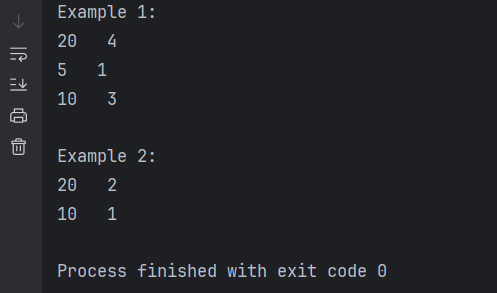 Example 1:
20   4
5   1
10   3
Example 2:
20   2
10   1
Process finished with exit code 0